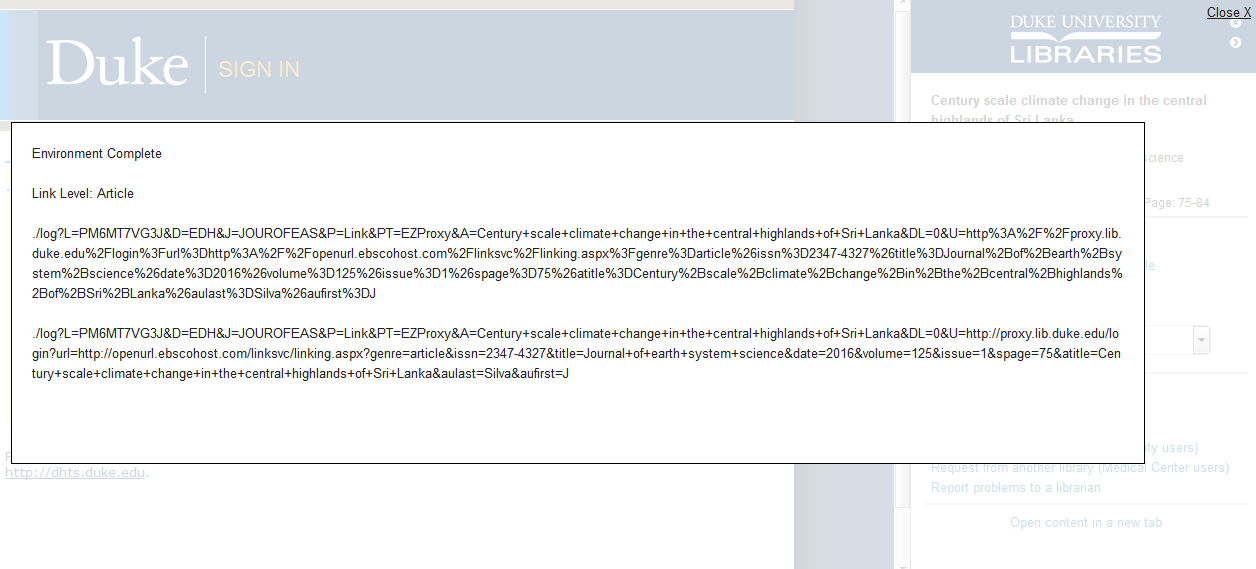 Close X
Duke
SIGN IN
DUKE UNIVERSITY
LIBRARIES
Century scale climate change in the central
highlands of Sri Lanka
Environment Complete
Link Level: Article
./log?L=PM6MT7VG3J&D=EDH&J=JOUROFEAS&P=Link&PT=EZProxy&A=Century+scale+climate+change+in+the+central+highlands+of+Sri+Lanka&DL=0&U=http%3A%2F%2Fproxy.lib.
duke.edu%2Flogin%3Furl%3Dhttp%3A%2F%2Fopenurl.ebscohost.com%2Flinksvc%2Flinking.aspx%3Fgenre%3Darticle%26issn%3D2347-4327%26title%3DJournal%2Bof%2Bearth%2Bsy
stem%2Bscience%26date%3D2016%26volume%3D125%26issue%3D1%26spage%3D75%26atitle%3DCentury%2Bscale%2Bclimate%2Bchange%2Bin%2Bthe%2Bcentral%2Bhighlands%
2Bof%2BSri%2BLanka%26aulast%3DSilva%26aufirst%3DJ
./log?L=PM6MT7VG3J&D=EDH&J=JOUROFEAS&P=Link&PT=EZProxy&A=Century+scale+climate+change+in+the+central+highlands+of+Sri+Lanka&DL=0&U=http://proxy.lib.duke.edu/lo
gin?url=http://openurl.ebscohost.com/linksvc/linking.aspx?genre=article&issn=2347-4327&title=Journal+of+earth+system+science&date=2016&volume=125&issue=1&spage=75&atitle=Cen
tury+scale+climate+change+in+the+central+highlands+of+Sri+Lanka&aulast=Silva&aufirst=J
science
Page: 75-84
users)
Request from another library (Medical Center users)
Report problems to a librarian
Open content in a new tab
http://dhts.duke.edu.